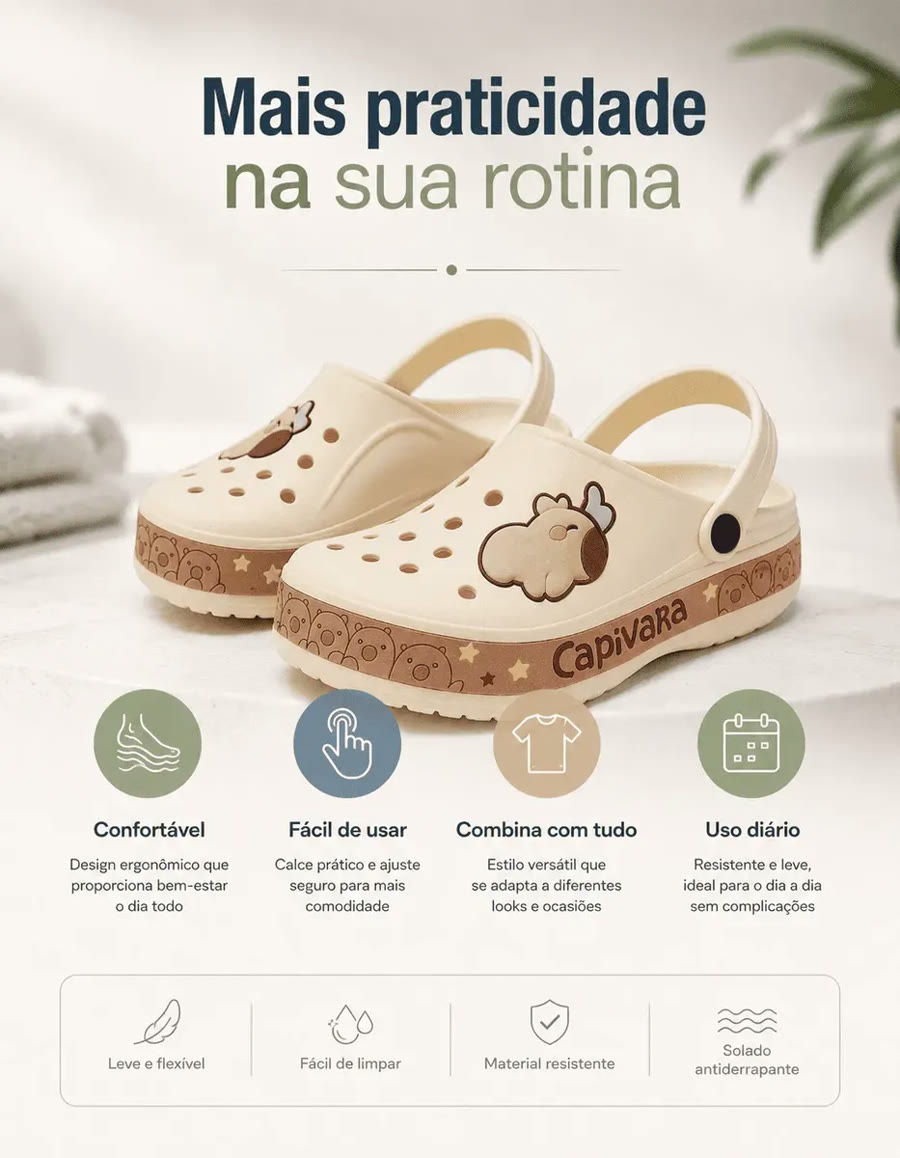 Mais praticidade
na sua rotina
Capivara
Confortável
Design ergonômico que
proporciona bem-estar
o dia todo
Fácil de usar
Calce prático e ajuste
seguro para mais
comodidade
Combina com tudo
Estilo versátil que
se adapta a diferentes
looks e ocasiões
Uso diário
Resistente e leve,
ideal para o dia a dia
sem complicações
Leve e flexível
Fácil de limpar
Material resistente
Solado
antiderrapante